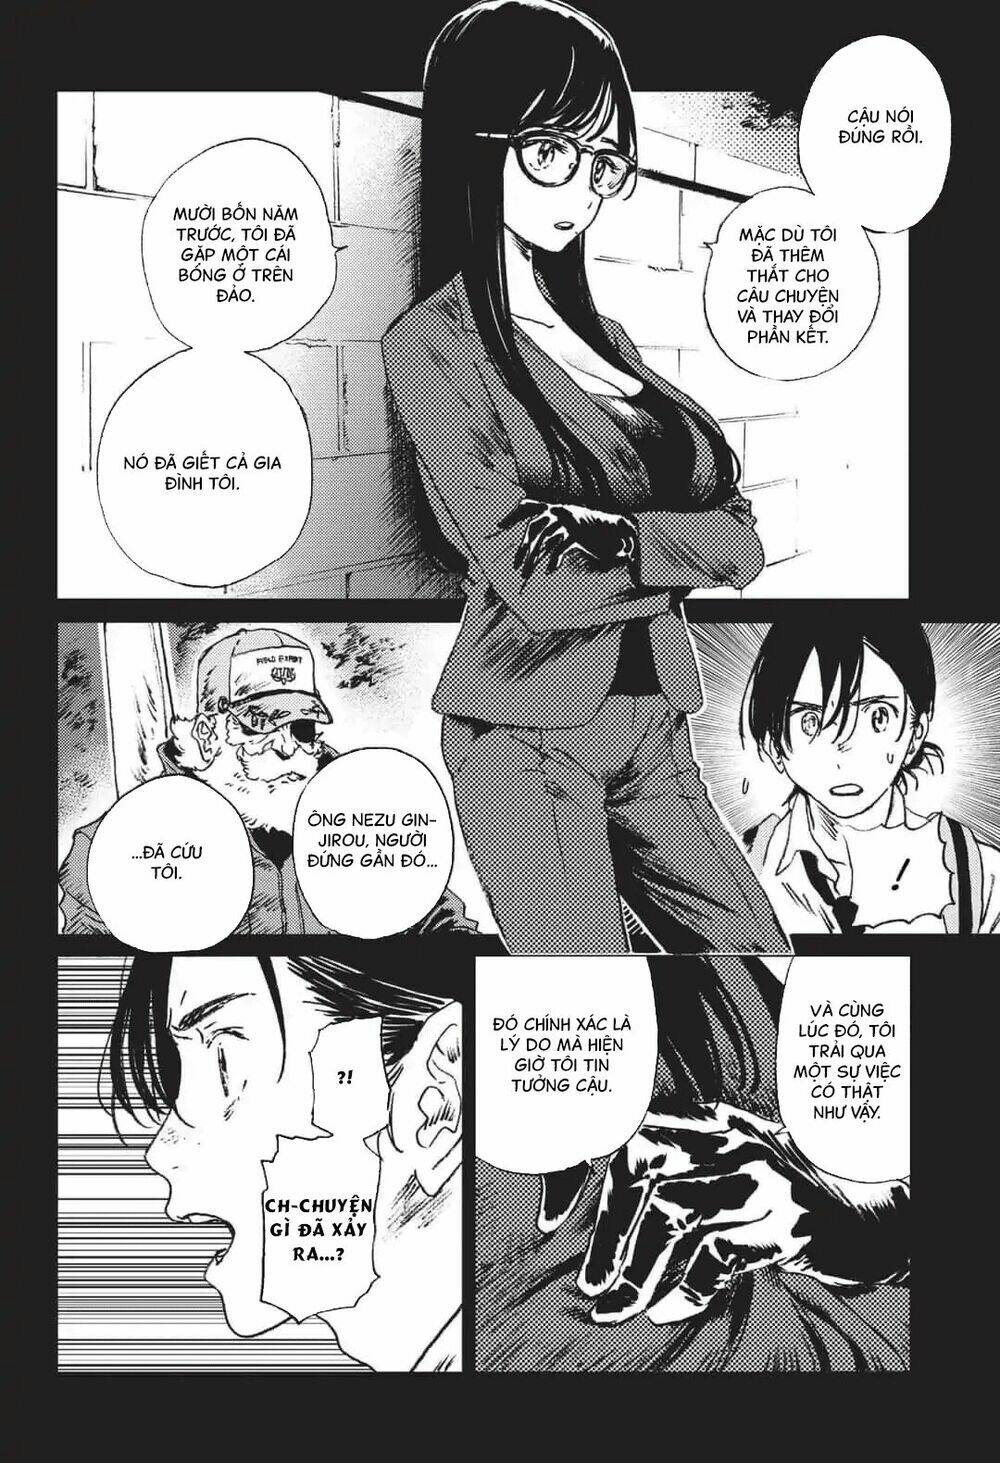 CẬU NÓI
ĐÚNG RỒI.
MẶC DÙ TÔI
ĐÃ THÊM
THẮT CHO
CÂU CHUYỆN
VÀ THAY ĐỔI
PHẦN KẾT.
MƯỜI BỐN NĂM
TRƯỚC, TÔI ĐÃ
GẶP MỘT CÁI
BÓNG Ở TRÊN
ĐẢO.
NÓ ĐÃ GIẾT CẢ GIA
ĐÌNH TÔI.
!
FIELD EXPERT
ÔNG NEZU GIN-
JIROU, NGƯỜI
ĐỨNG GẦN ĐÓ...
...ĐÃ CỨU
TÔI.
VÀ CÙNG
LÚC ĐÓ, TÔI
TRẢI QUA
MỘT SỰ VIỆC
CÓ THẬT
NHƯ VẬY.
ĐÓ CHÍNH XÁC LÀ
LÝ DO MÀ HIỆN
GIỜ TÔI TIN
TƯỞNG CẬU.
?!
CH-CHUYỆN
GÌ ĐÃ XẢY
RA...?